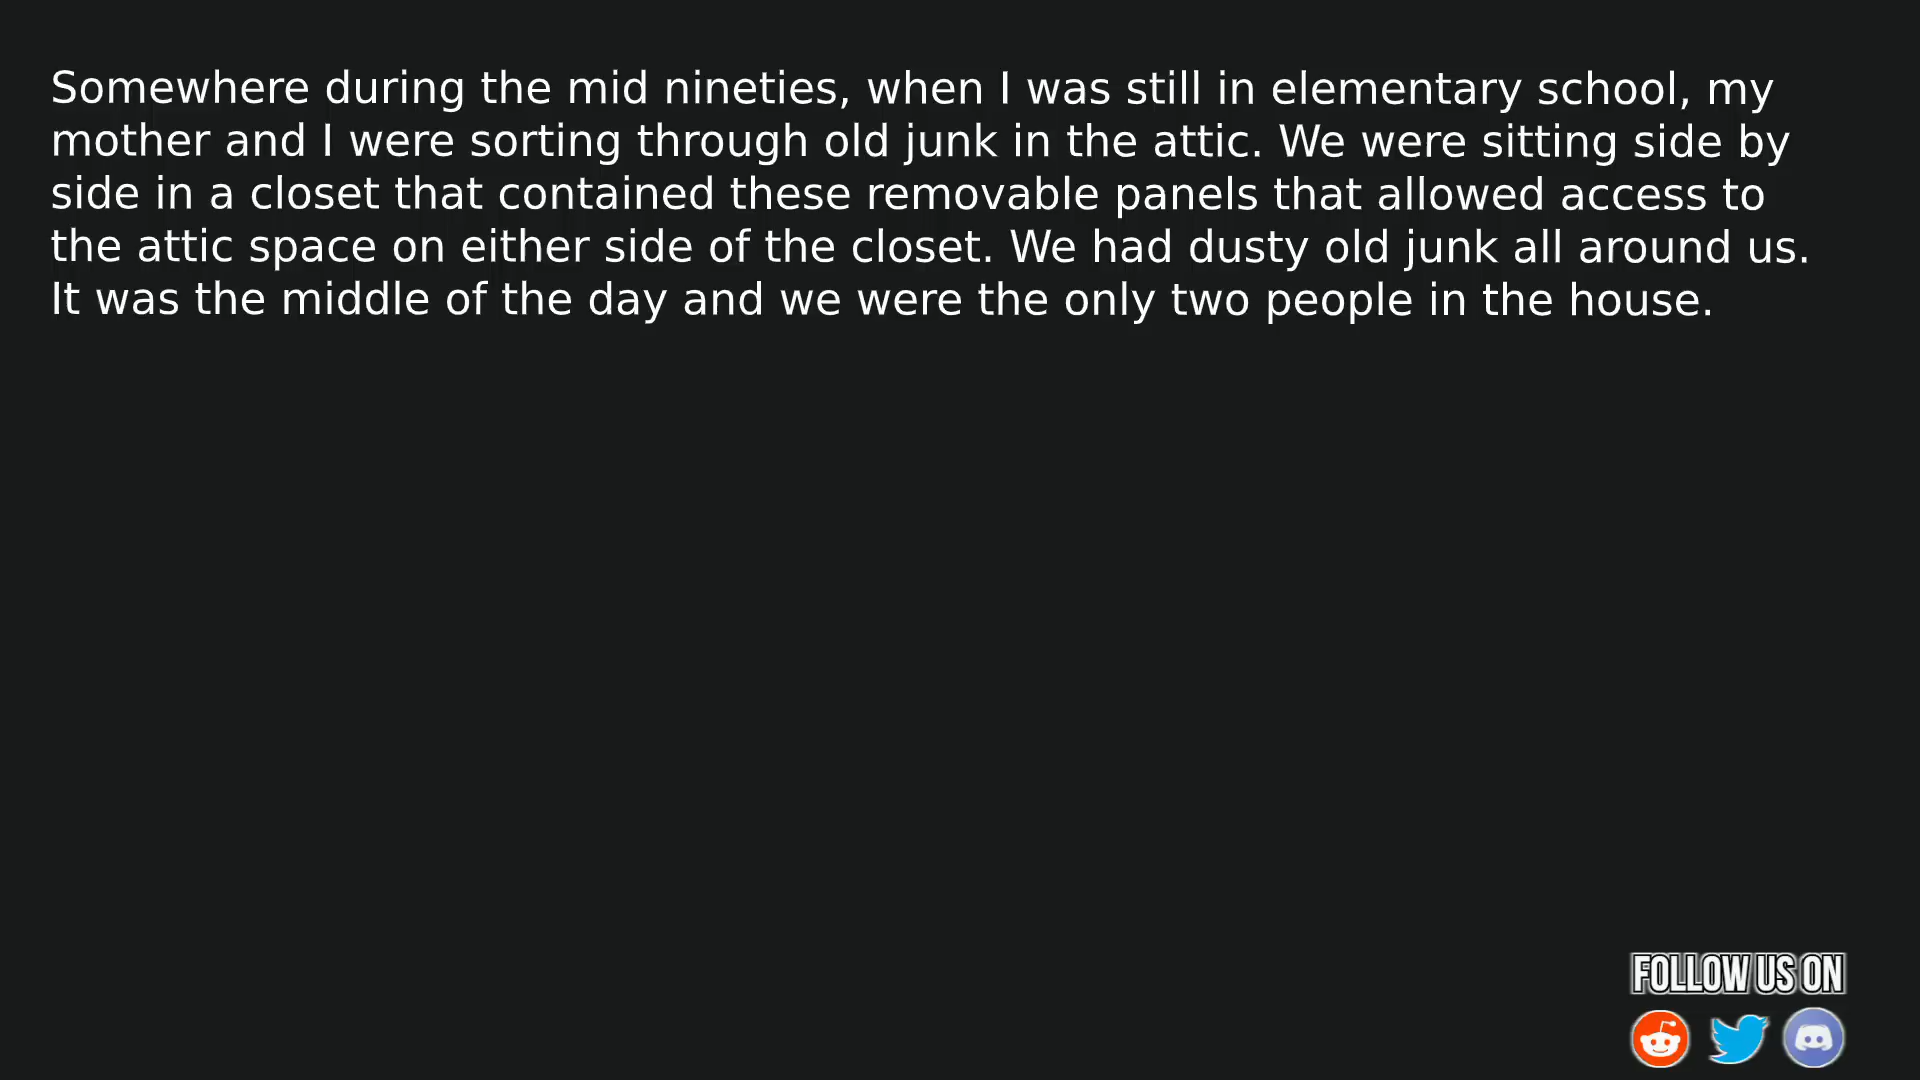 Somewhere during the mid nineties, when I was still in elementary school, my
mother and I were sorting through old junk in the attic. We were sitting side by
side in a closet that contained these removable panels that allowed access to
the attic space on either side of the closet. We had dusty old junk all around us.
It was the middle of the day and we were the only two people in the house.
FOLLOW US ON